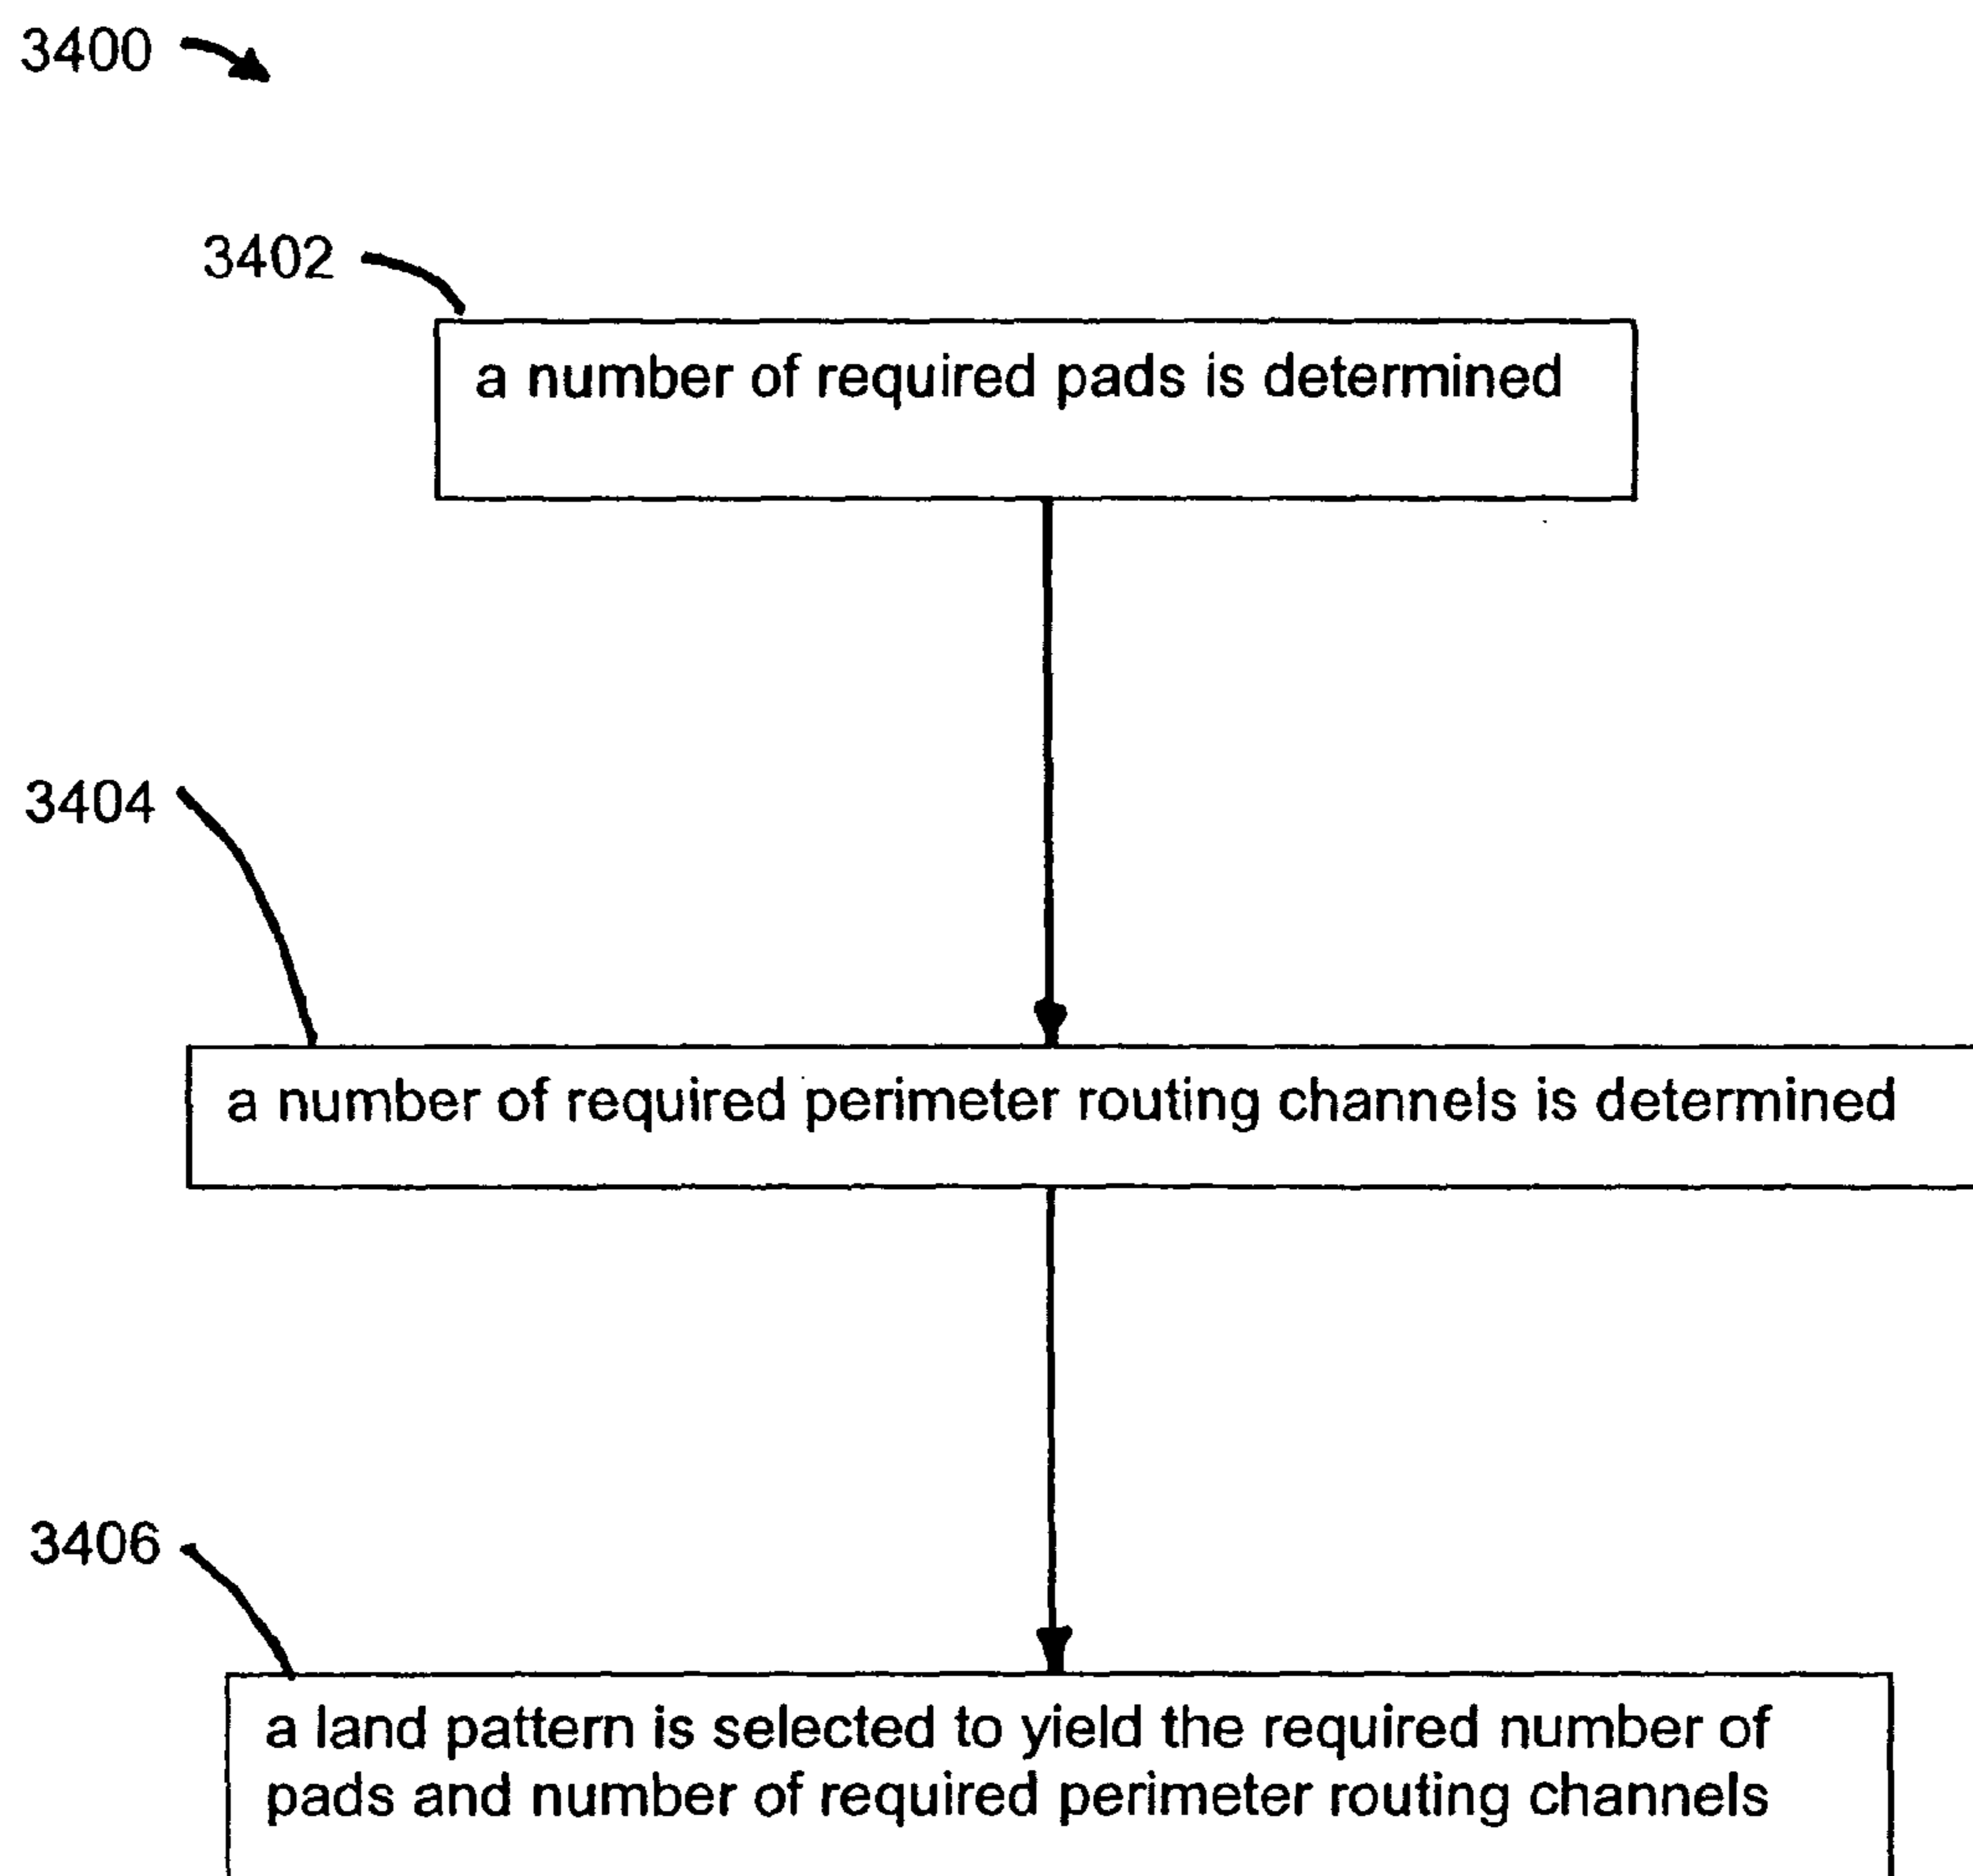 3400
3402
a number of required pads is determined
3404
a number of required perimeter routing channels is determined
3406
a land pattern is selected to yield the required number of
pads and number of required perimeter routing channels